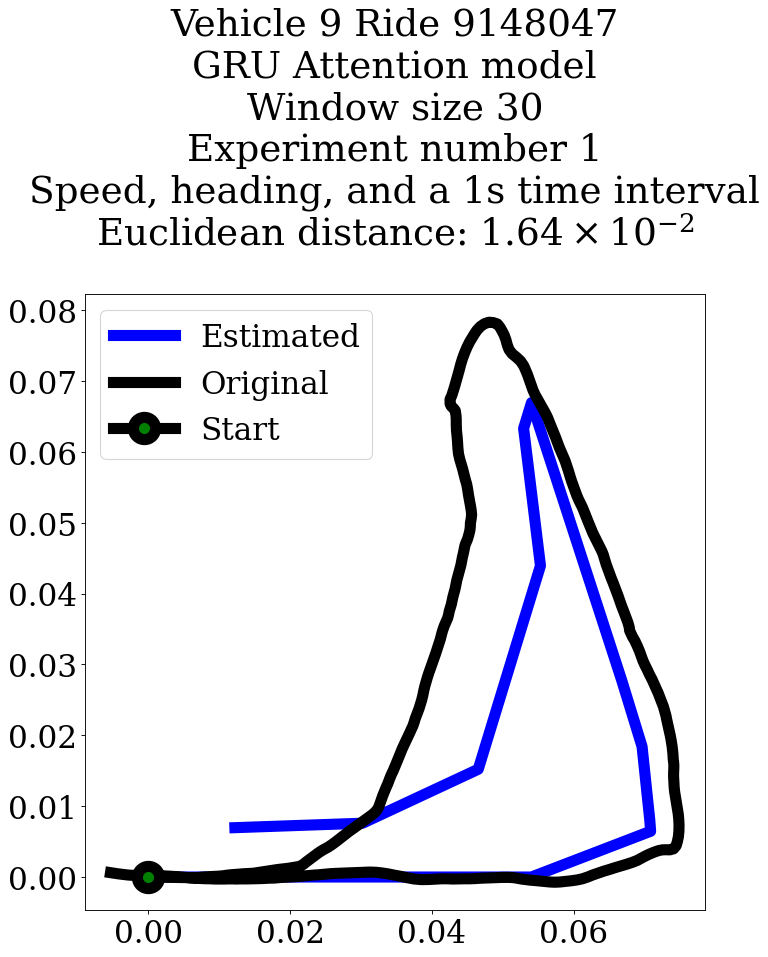 Vehicle 9 Ride 9148047
GRU Attention model
Window size 30
Experiment number 1
Speed, heading, and a 1s time interval
Euclidean distance: 1.64 × 10⁻²
Estimated
Original
Start
0.08
0.07
0.06
0.05
0.04
0.03
0.02
0.01
0.00
0.00 0.02 0.04 0.06